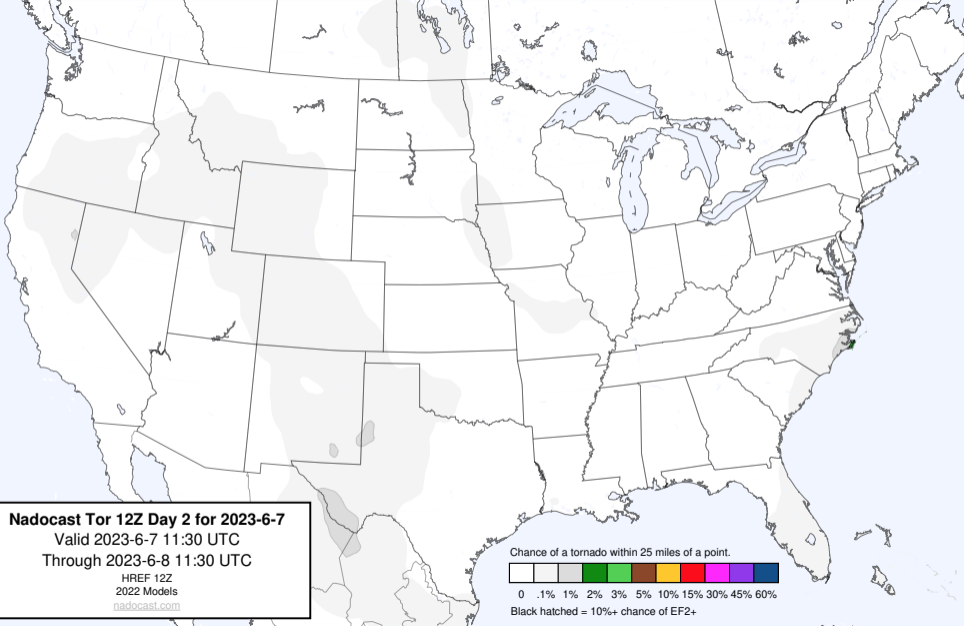 Nadocast Tor 12Z Day 2 for 2023-6-7
Valid 2023-6-7 11:30 UTC
Through 2023-6-8 11:30 UTC
HREF 12Z
2022 Models
nadocast.com
Chance of a tornado within 25 miles of a point.
0 .1% 1% 2% 3% 5% 10% 15% 30% 45% 60%
Black hatched = 10%+ chance of EF2+